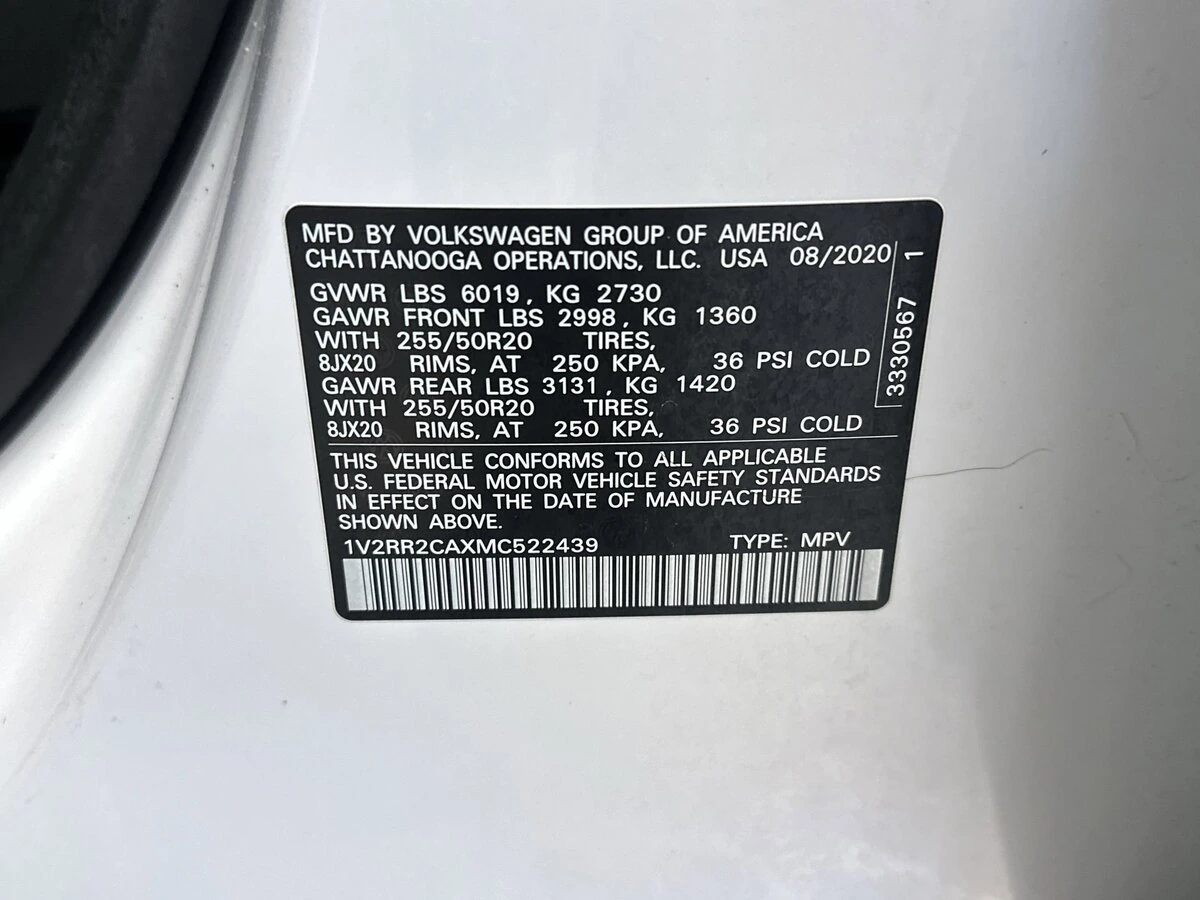 MFD BY VOLKSWAGEN GROUP OF AMERICA
CHATTANOOGA OPERATIONS, LLC. USA 08/2020
GVWR LBS 6019, KG 2730
GAWR FRONT LBS 2998, KG 1360
WITH 255/50R20 TIRES,
8JX20 RIMS, AT 250 KPA, 36 PSI COLD
GAWR REAR LBS 3131, KG 1420
WITH 255/50R20 TIRES,
8JX20 RIMS, AT 250 KPA, 36 PSI COLD
THIS VEHICLE CONFORMS TO ALL APPLICABLE
U.S. FEDERAL MOTOR VEHICLE SAFETY STANDARDS
IN EFFECT ON THE DATE OF MANUFACTURE
SHOWN ABOVE.
1V2RR2CAXMC522439 TYPE: MPV
3330567 1